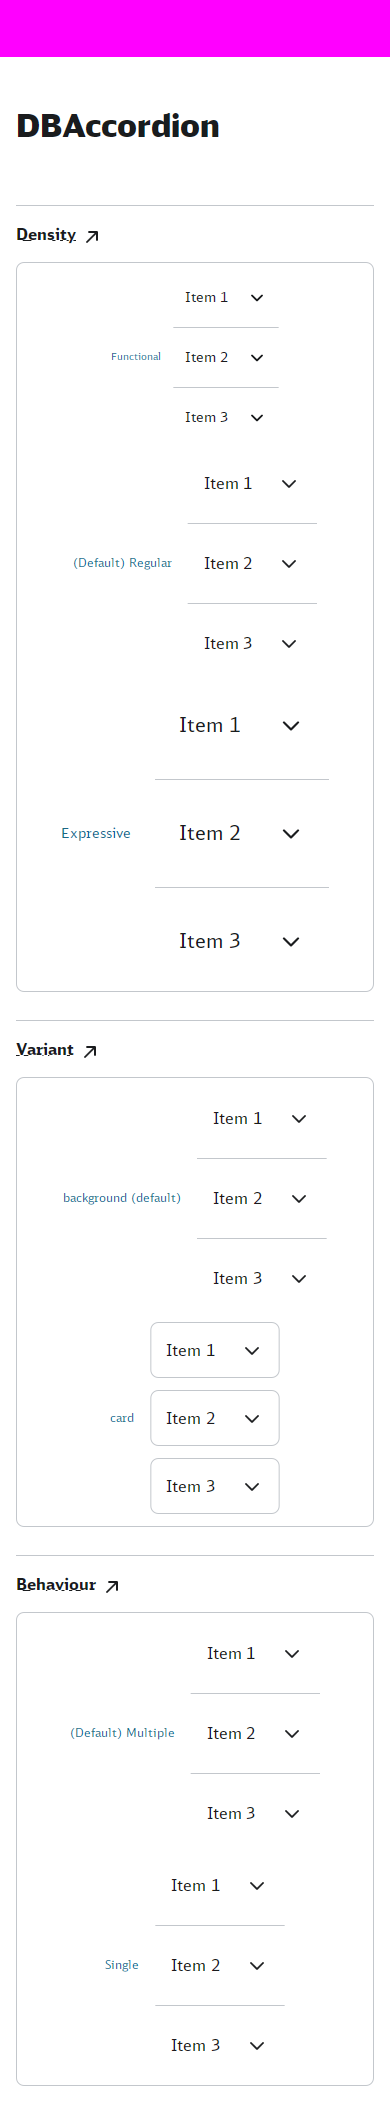 DBAccordion
Density
Item 1
Functional
Item 2
Item 3
Item 1
(Default) Regular
Item 2
Item 3
Item 1
Expressive
Item 2
Item 3
Variant
Item 1
background (default)
Item 2
Item 3
Item 1
card
Item 2
Item 3
Behaviour
Item 1
(Default) Multiple
Item 2
Item 3
Item 1
Single
Item 2
Item 3